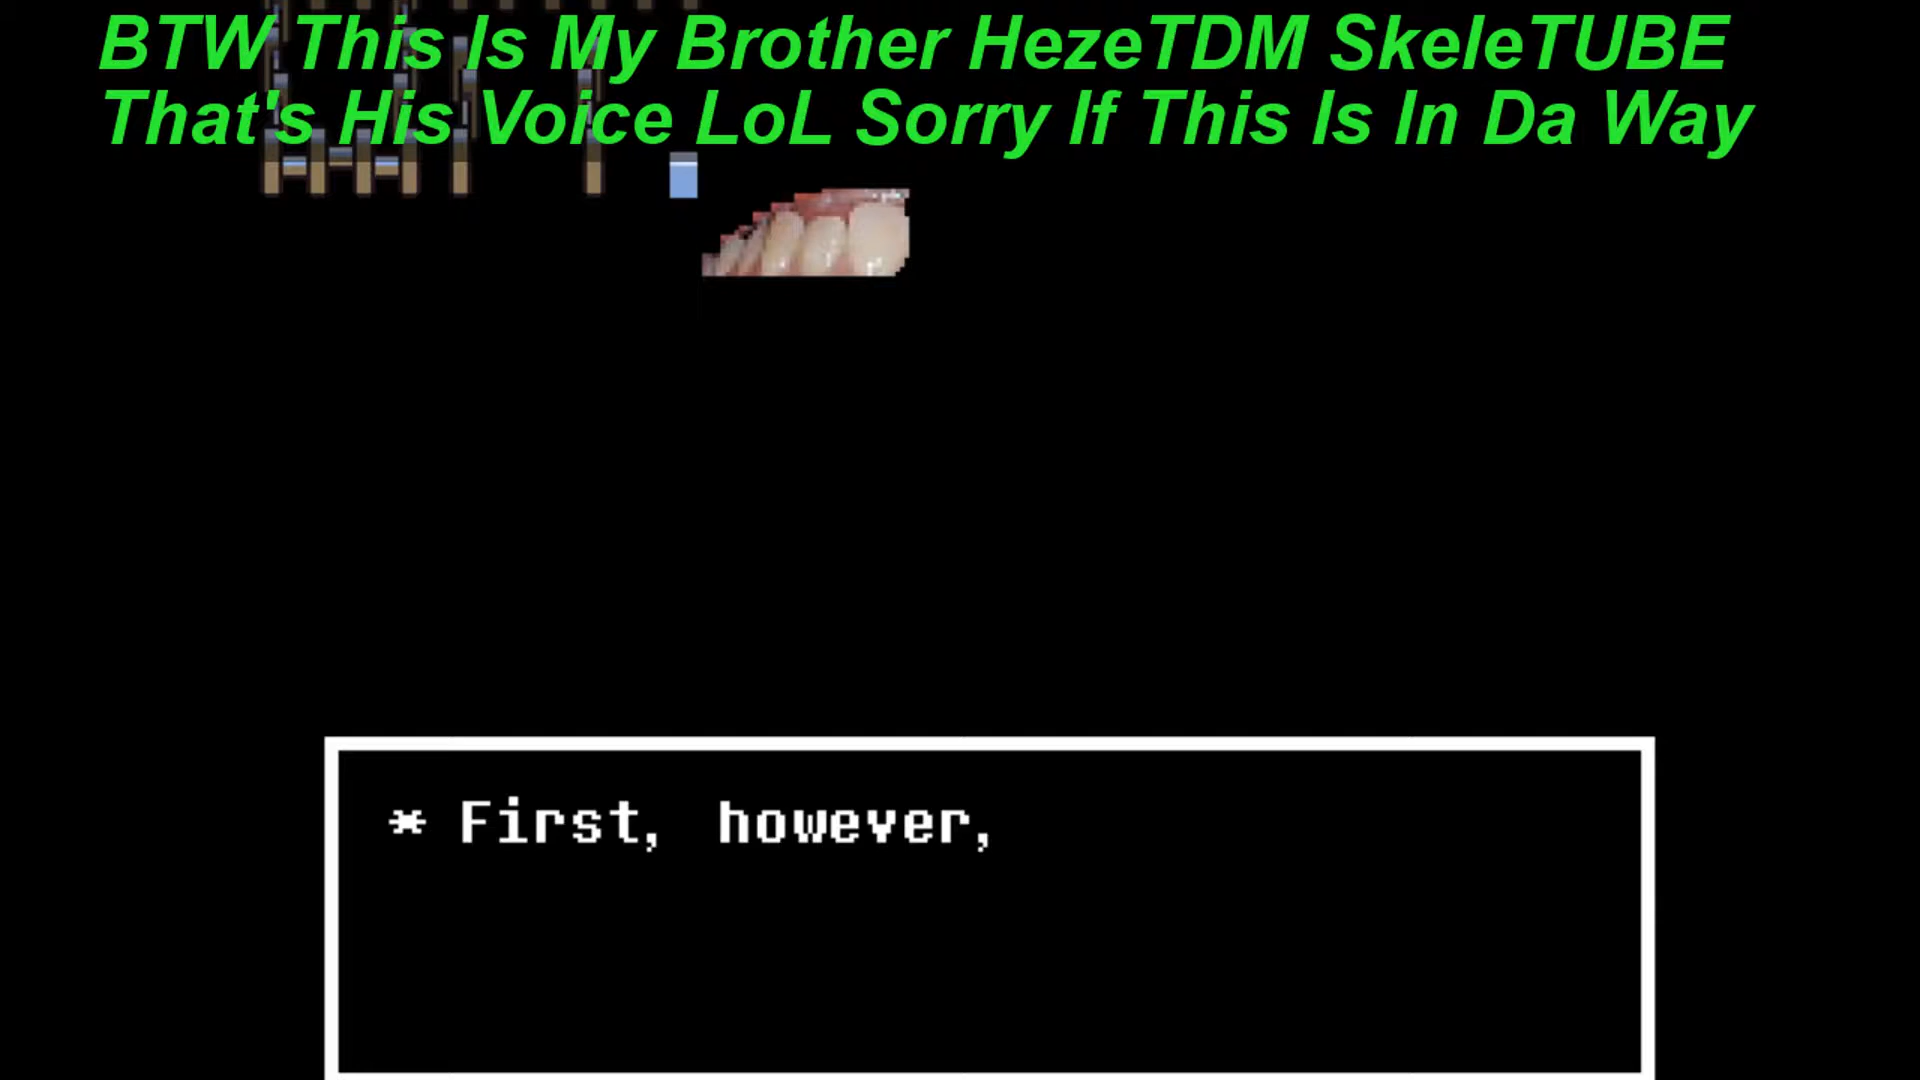 BTW This Is My Brother HezeTDM SkeleTUBE
That's His Voice LoL Sorry If This Is In Da Way
* First, however,